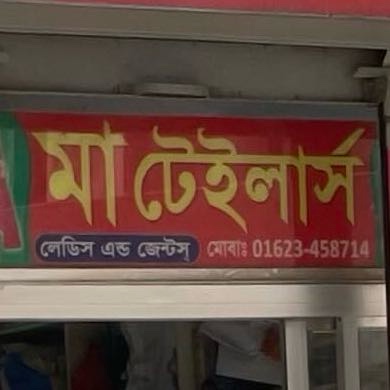 মা টেইলার্স
লেডিস এন্ড জেন্টস্ মোবাঃ 01623-458714